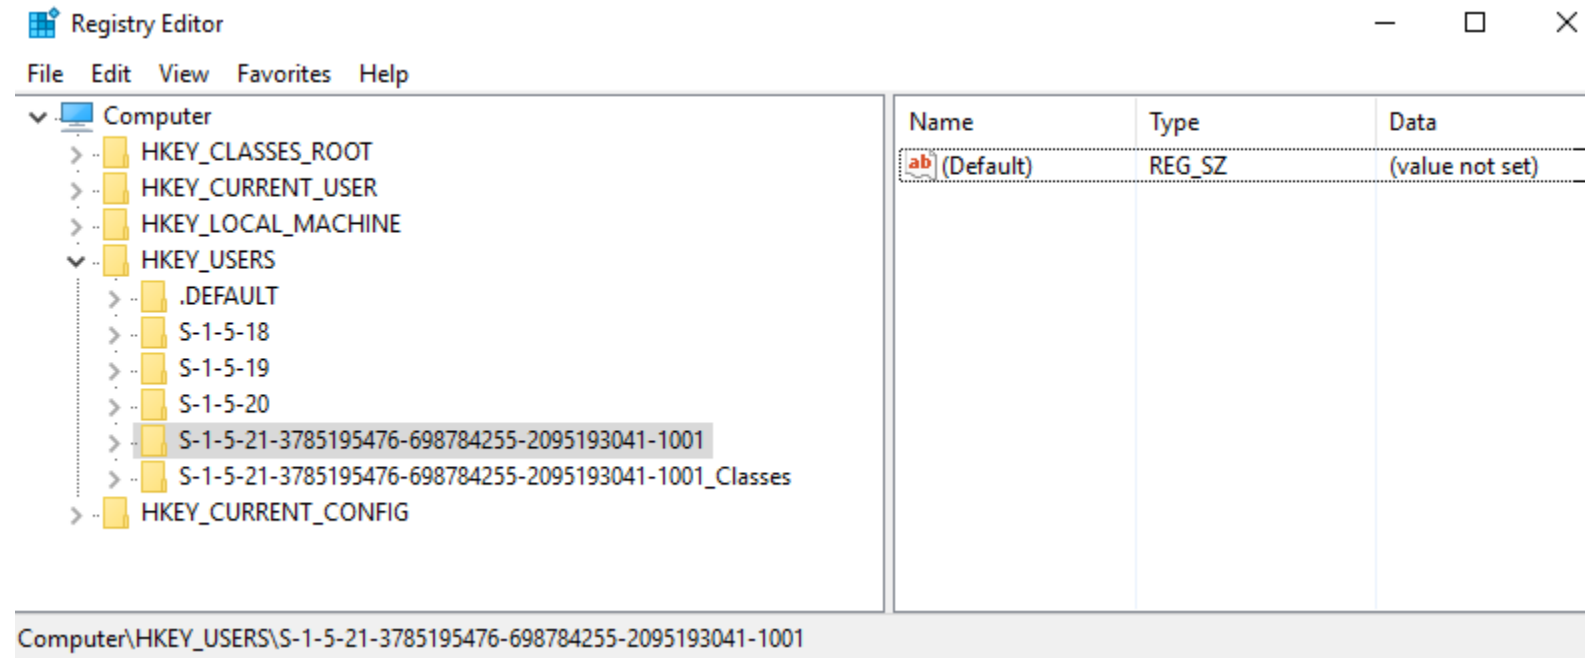 Registry Editor
File Edit View Favorites Help
Computer
HKEY_CLASSES_ROOT
HKEY_CURRENT_USER
HKEY_LOCAL_MACHINE
HKEY_USERS
.DEFAULT
S-1-5-18
S-1-5-19
S-1-5-20
S-1-5-21-3785195476-698784255-2095193041-1001
S-1-5-21-3785195476-698784255-2095193041-1001_Classes
HKEY_CURRENT_CONFIG
Name Type Data
ab (Default) REG_SZ (value not set)
Computer\HKEY_USERS\S-1-5-21-3785195476-698784255-2095193041-1001